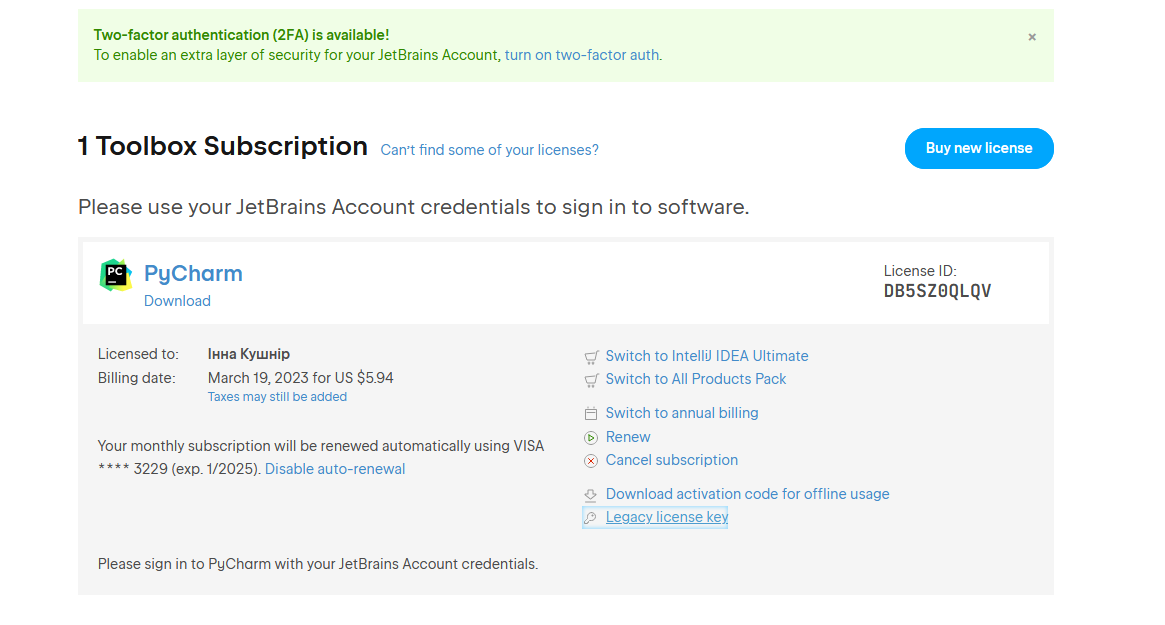 Two-factor authentication (2FA) is available!
To enable an extra layer of security for your JetBrains Account, turn on two-factor auth.
×
1 Toolbox Subscription Can't find some of your licenses?
Buy new license
Please use your JetBrains Account credentials to sign in to software.
PC
PyCharm
Download
License ID:
DB5SZ0QLQV
Licensed to: Інна Кушнір
Billing date: March 19, 2023 for US $5.94
Taxes may still be added
Your monthly subscription will be renewed automatically using VISA
**** 3229 (exp. 1/2025). Disable auto-renewal
Switch to IntelliJ IDEA Ultimate
Switch to All Products Pack
Switch to annual billing
Renew
Cancel subscription
Download activation code for offline usage
Legacy license key
Please sign in to PyCharm with your JetBrains Account credentials.